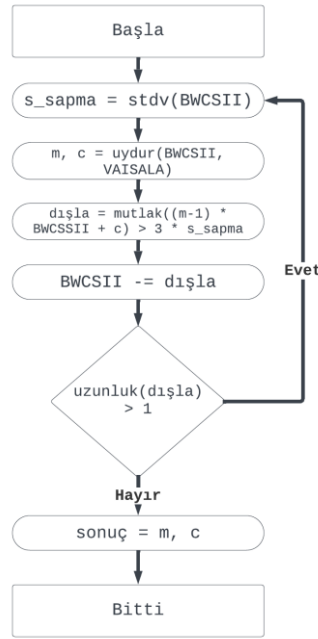 Başla
s_sapma = stdv(BWCSII)
m, c = uydur(BWCSII,
VAISALA)
dışla = mutlak((m-1) *
BWCSSII + c) > 3 * s_sapma
Evet
BWCSII -= dışla
uzunluk(dışla)
> 1
Hayır
sonuç = m, c
Bitti